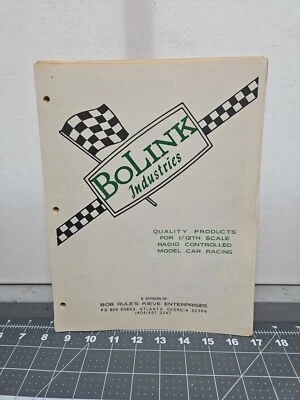 BOLINK
Industries
QUALITY PRODUCTS
FOR 1/12TH SCALE
RADIO CONTROLLED
MODEL CAR RACING
A DIVISION OF
BOB RULE'S KIEVE ENTERPRISES
ATLANTA, GEORGIA
7 8 9 10 11 12 13 14 15 16 17 18